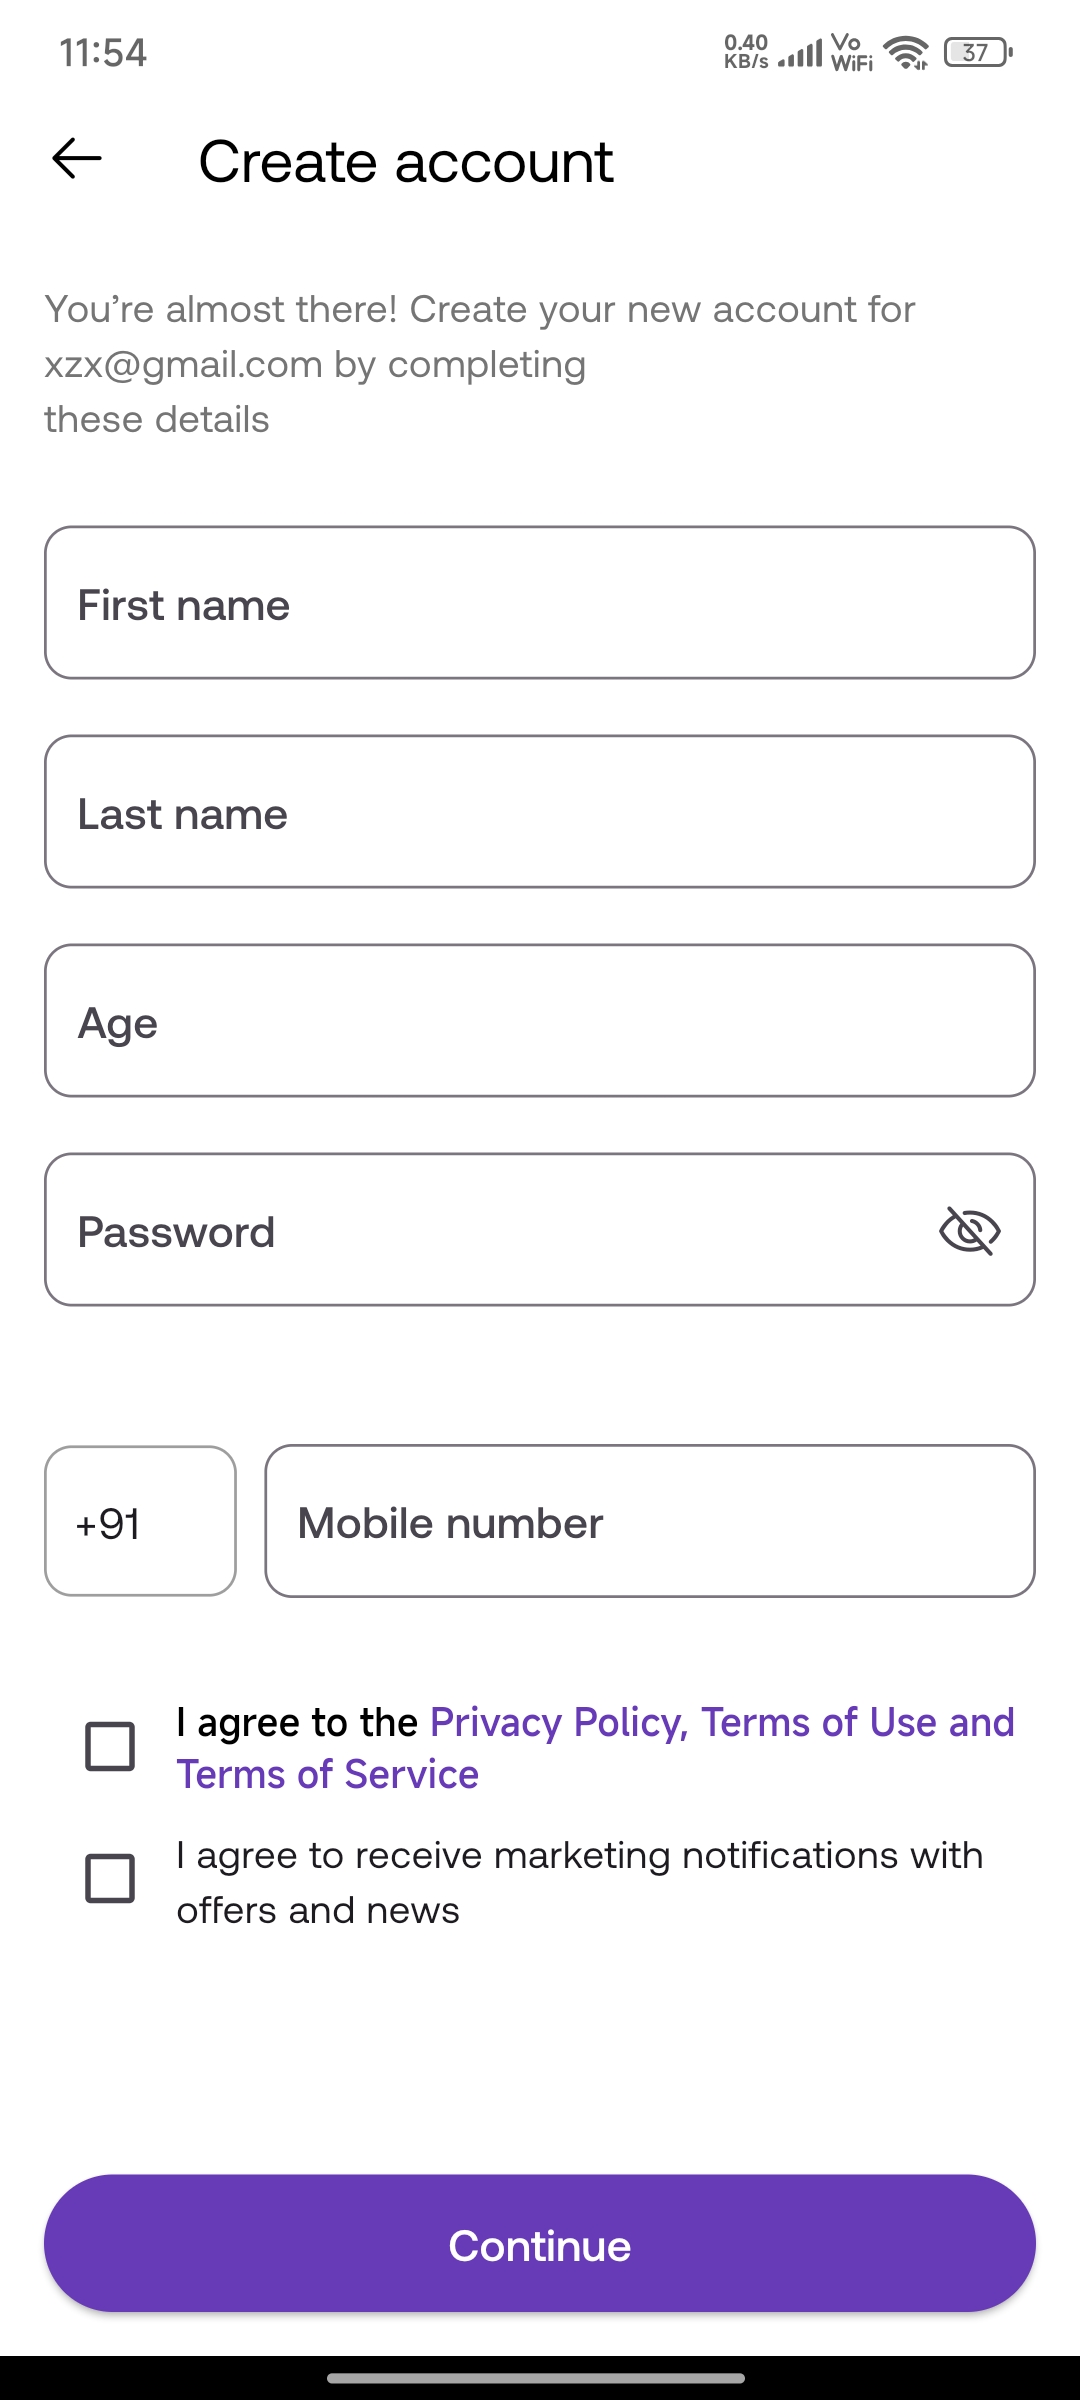 11:54
0.40
KB/s
Vo
WiFi
37
Create account
You’re almost there! Create your new account for
xzx@gmail.com by completing
these details
First name
Last name
Age
Password
+91
Mobile number
I agree to the Privacy Policy, Terms of Use and
Terms of Service
I agree to receive marketing notifications with
offers and news
Continue